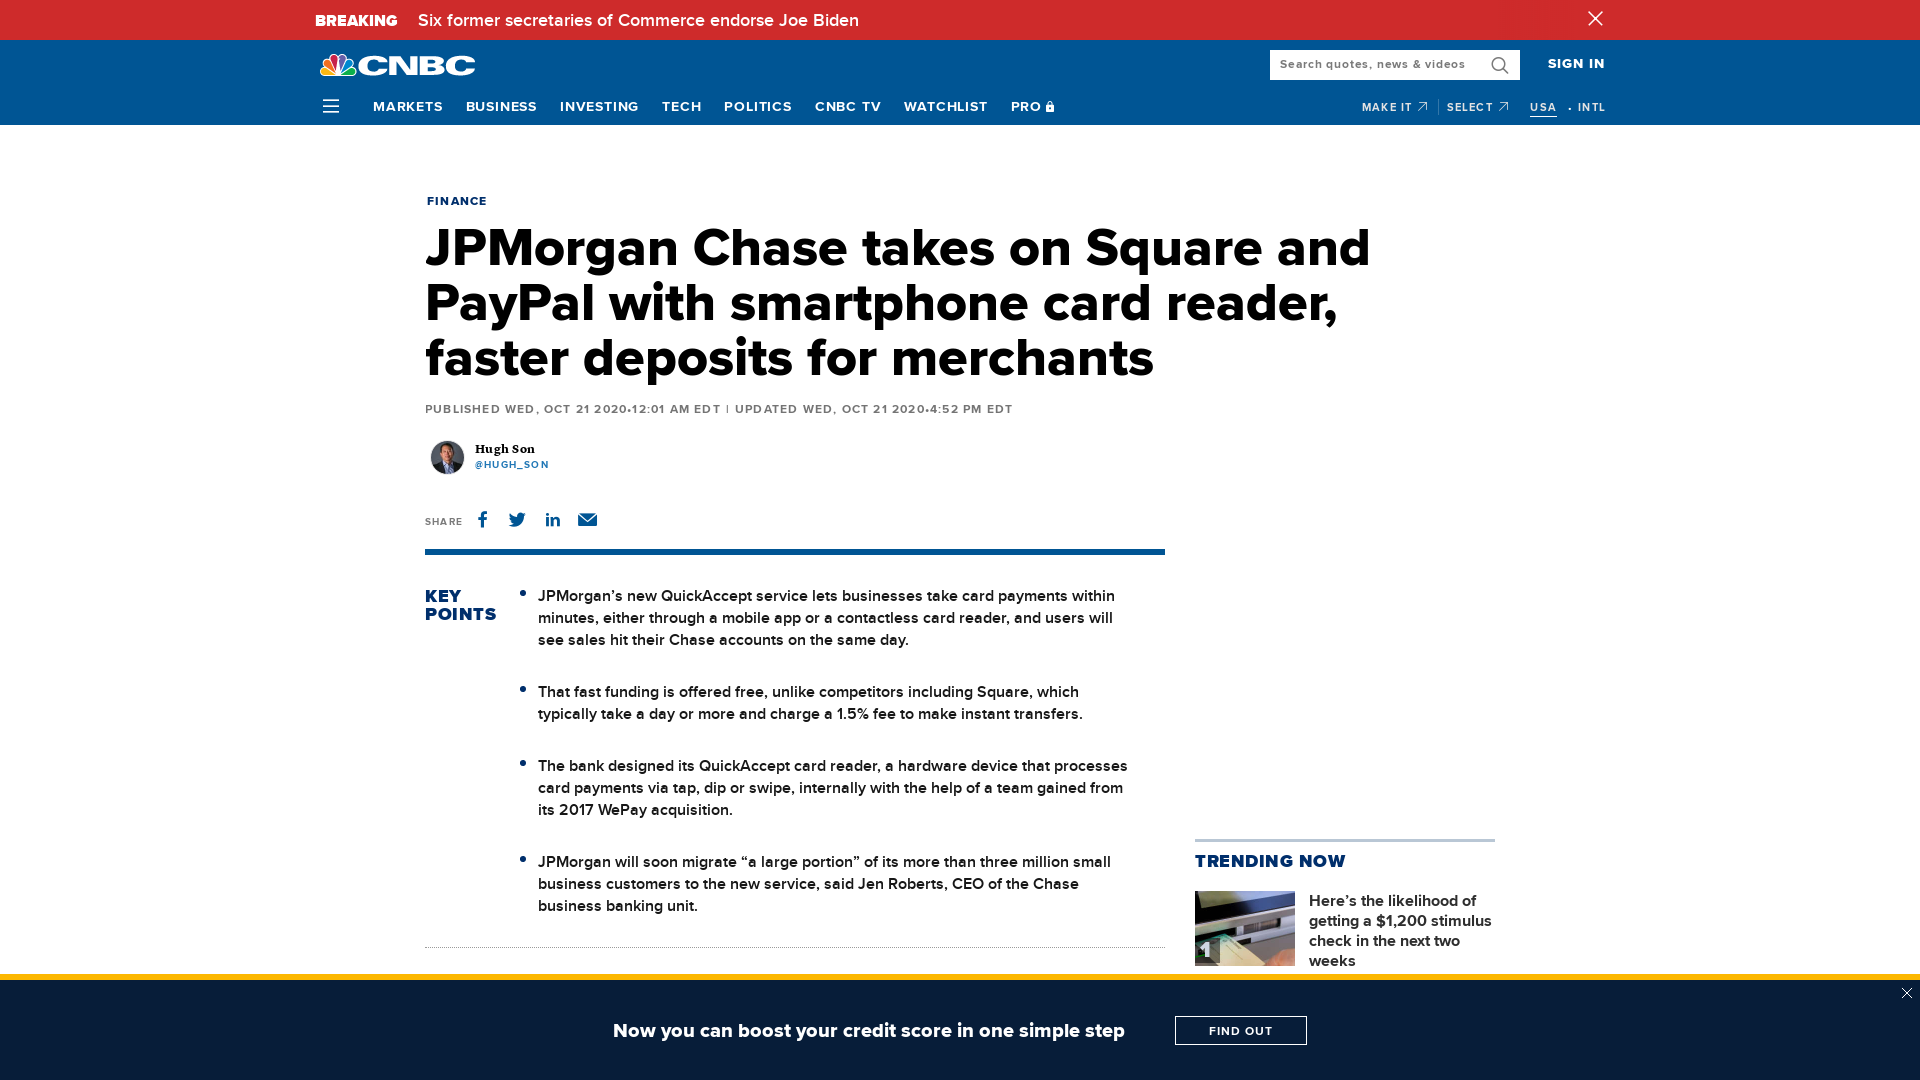 BREAKING Six former secretaries of Commerce endorse Joe Biden
CNBC
Search quotes, news & videos
SIGN IN
MARKETS BUSINESS INVESTING TECH POLITICS CNBC TV WATCHLIST PRO
MAKE IT SELECT USA • INTL
FINANCE
JPMorgan Chase takes on Square and
PayPal with smartphone card reader,
faster deposits for merchants
PUBLISHED WED, OCT 21 2020•12:01 AM EDT | UPDATED WED, OCT 21 2020•4:52 PM EDT
Hugh Son
@HUGH_SON
SHARE
KEY
POINTS
• JPMorgan’s new QuickAccept service lets businesses take card payments within
minutes, either through a mobile app or a contactless card reader, and users will
see sales hit their Chase accounts on the same day.
• That fast funding is offered free, unlike competitors including Square, which
typically take a day or more and charge a 1.5% fee to make instant transfers.
• The bank designed its QuickAccept card reader, a hardware device that processes
card payments via tap, dip or swipe, internally with the help of a team gained from
its 2017 WePay acquisition.
• JPMorgan will soon migrate “a large portion” of its more than three million small
business customers to the new service, said Jen Roberts, CEO of the Chase
business banking unit.
TRENDING NOW
1
Here’s the likelihood of
getting a $1,200 stimulus
check in the next two
weeks
Now you can boost your credit score in one simple step
FIND OUT